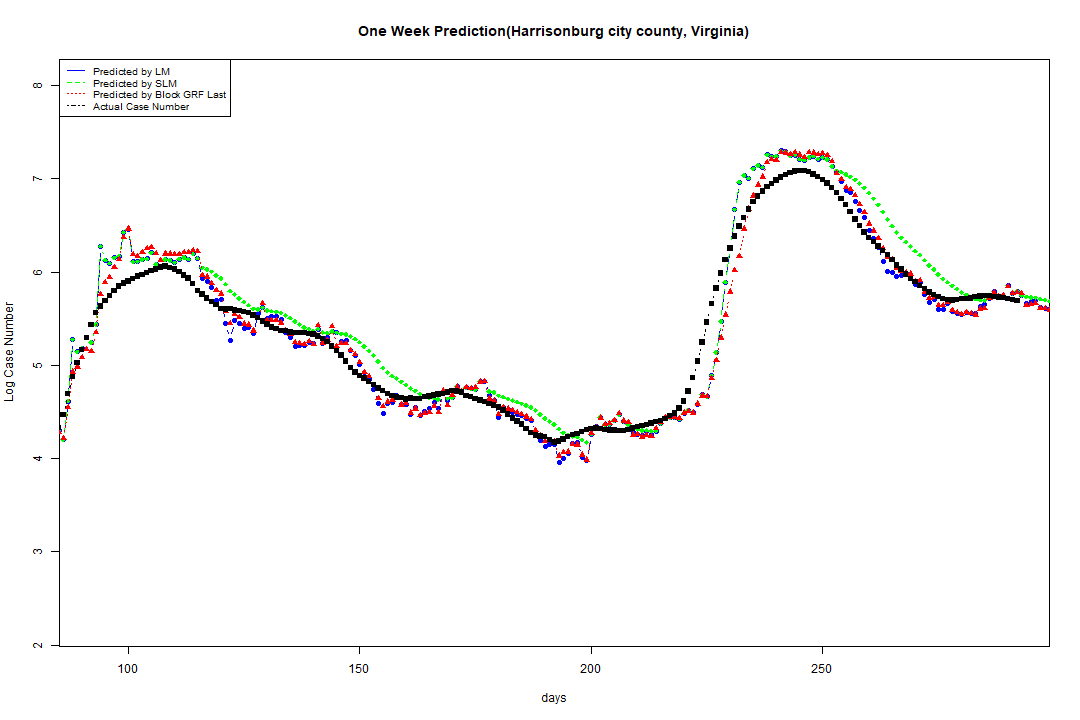 One Week Prediction(Harrisonburg city county, Virginia)
Predicted by LM
Predicted by SLM
Predicted by Block GRF Last
Actual Case Number
8
7
6
5
4
3
2
Log Case Number
100 150 200 250
days